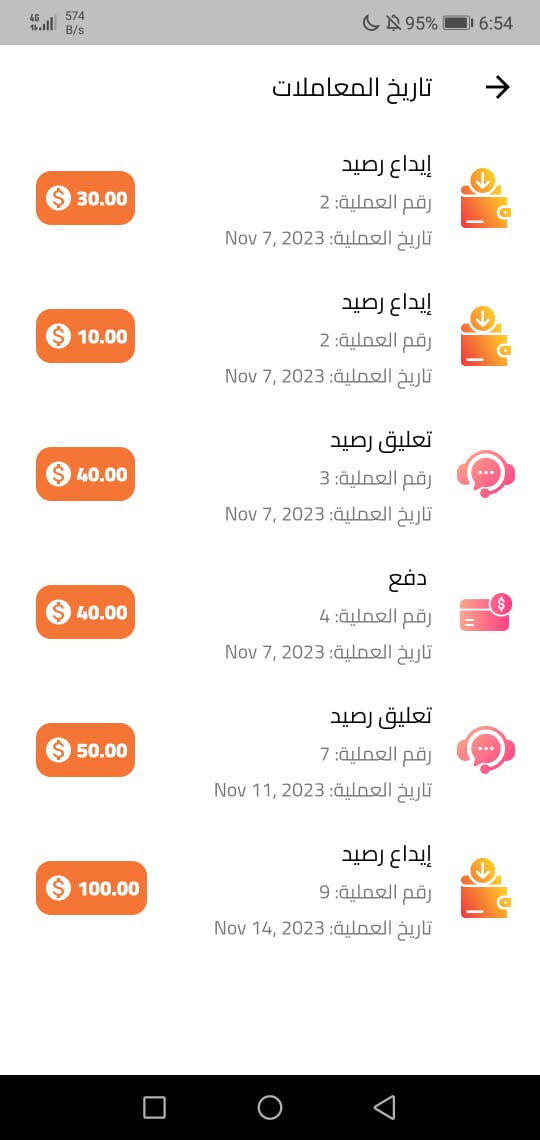 4G 574 B/s 95% 6:54
تاريخ المعاملات
إيداع رصيد
رقم العملية: 2
تاريخ العملية: Nov 7, 2023
$ 30.00
إيداع رصيد
رقم العملية: 2
تاريخ العملية: Nov 7, 2023
$ 10.00
تعليق رصيد
رقم العملية: 3
تاريخ العملية: Nov 7, 2023
$ 40.00
دفع
رقم العملية: 4
تاريخ العملية: Nov 7, 2023
$ 40.00
تعليق رصيد
رقم العملية: 7
تاريخ العملية: Nov 11, 2023
$ 50.00
إيداع رصيد
رقم العملية: 9
تاريخ العملية: Nov 14, 2023
$ 100.00